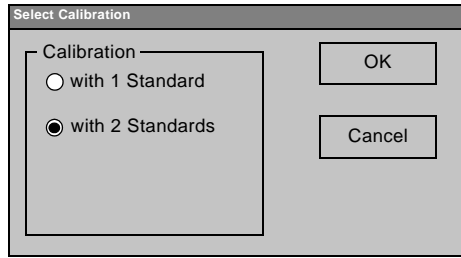 Select Calibration
Calibration
with 1 Standard
with 2 Standards
OK
Cancel